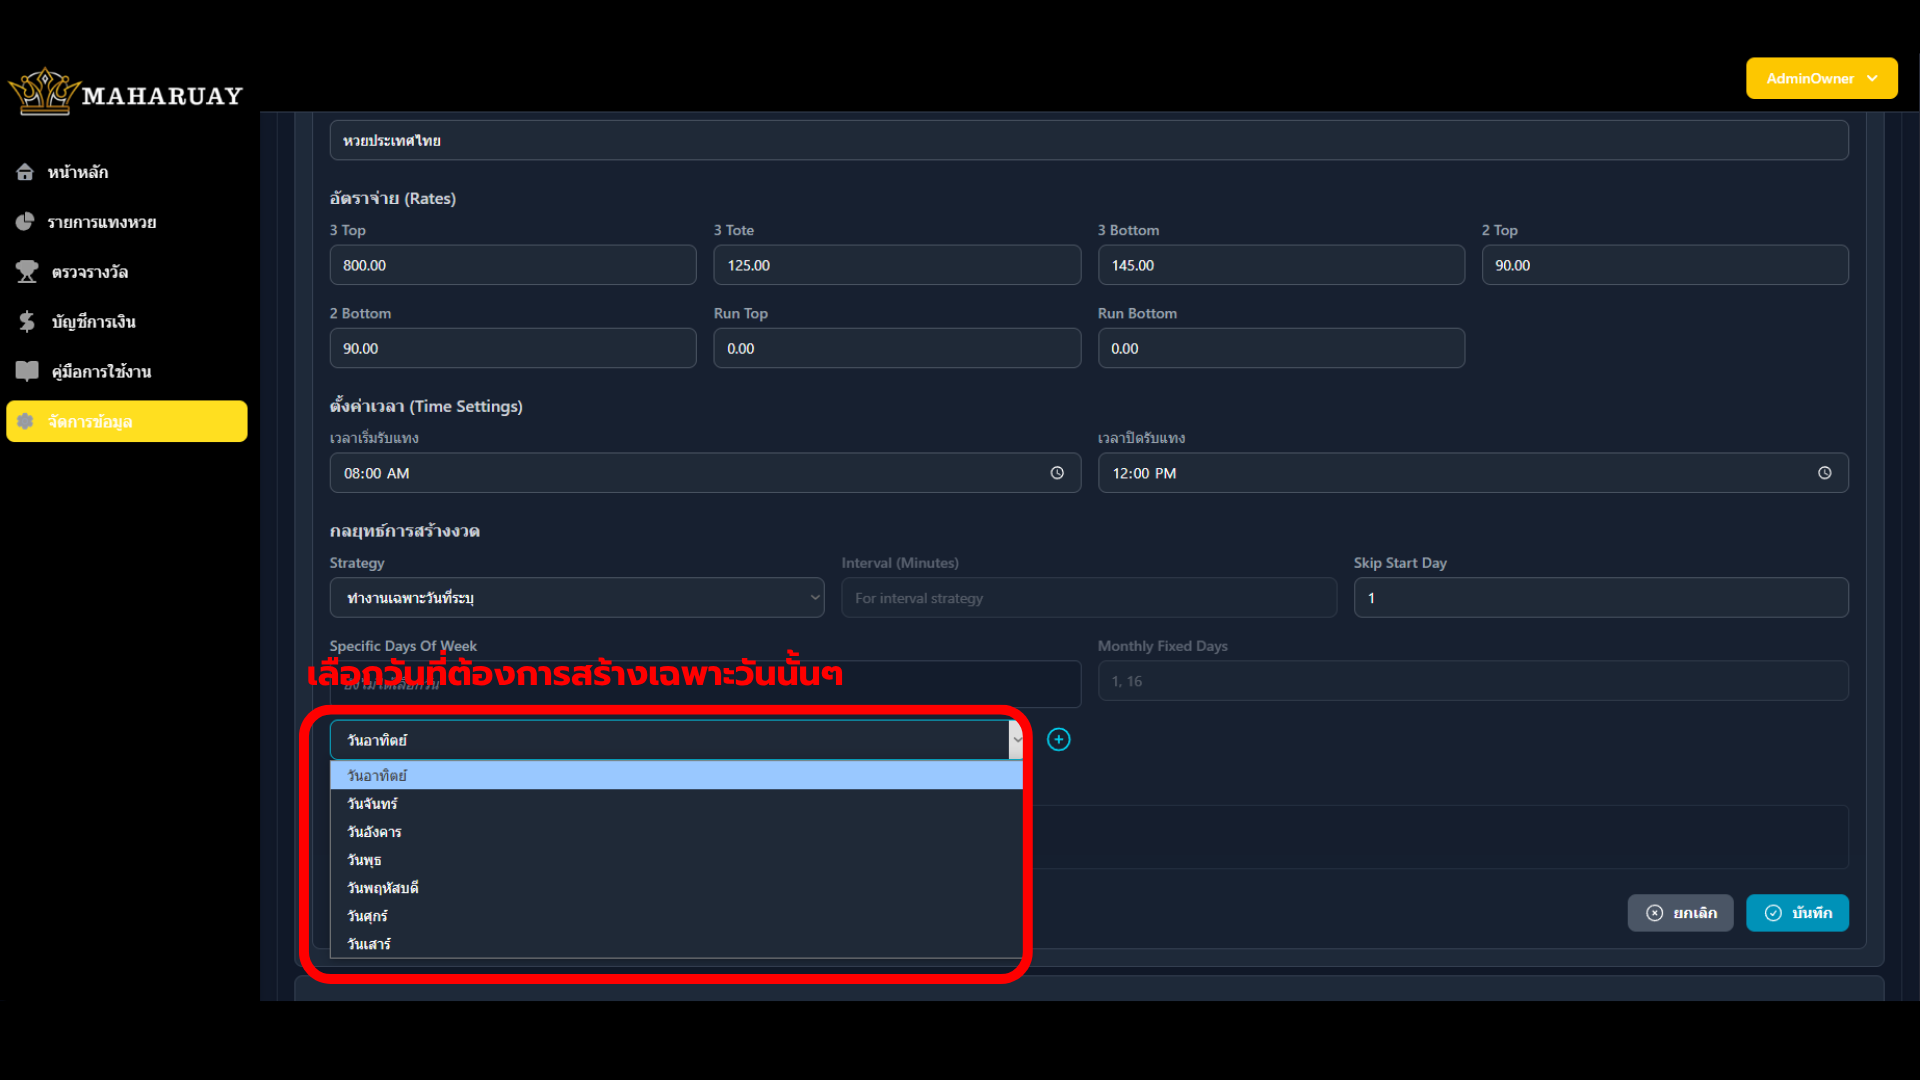 MAHARUAY
AdminOwner
หน้าหลัก
รายการแทงหวย
ตรวจรางวัล
บัญชีการเงิน
คู่มือการใช้งาน
จัดการข้อมูล
หวยประเทศไทย
อัตราจ่าย (Rates)
3 Top
3 Tote
3 Bottom
2 Top
800.00
125.00
145.00
90.00
2 Bottom
Run Top
Run Bottom
90.00
0.00
0.00
ตั้งค่าเวลา (Time Settings)
เวลาเริ่มรับแทง
เวลาปิดรับแทง
08:00 AM
12:00 PM
กลยุทธ์การสร้างงวด
Strategy
Interval (Minutes)
Skip Start Day
ทำงานเฉพาะวันที่ระบุ
For interval strategy
1
Specific Days Of Week
Monthly Fixed Days
เลือกวันที่ต้องการสร้างเฉพาะวันนั้นๆ
ยังไม่ได้เลือกวัน
1, 16
วันอาทิตย์
วันอาทิตย์
วันจันทร์
วันอังคาร
วันพุธ
วันพฤหัสบดี
วันศุกร์
วันเสาร์
ยกเลิก
บันทึก